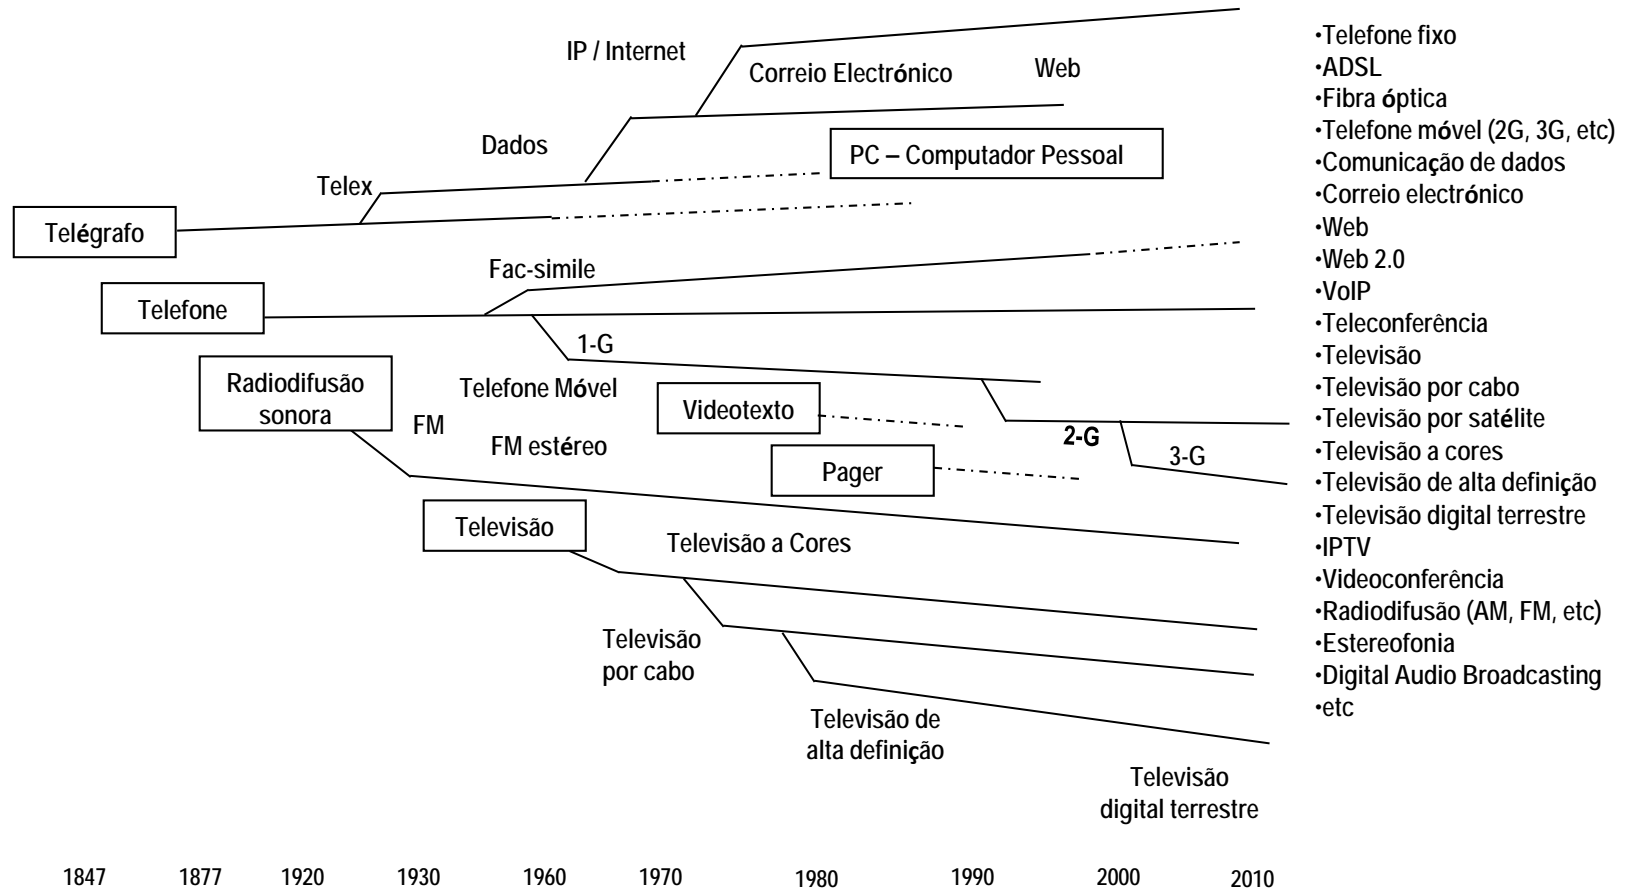 IP / Internet
Correio Electrónico
Web
Dados
PC – Computador Pessoal
Telex
Telégrafo
Fac-simile
Telefone
1-G
Radiodifusão
sonora
Telefone Móvel
FM
FM estéreo
Videotexto
2-G
3-G
Pager
Televisão
Televisão a Cores
Televisão
por cabo
Televisão de
alta definição
Televisão
digital terrestre
•Telefone fixo
•ADSL
•Fibra óptica
•Telefone móvel (2G, 3G, etc)
•Comunicação de dados
•Correio electrónico
•Web
•Web 2.0
•VoIP
•Teleconferência
•Televisão
•Televisão por cabo
•Televisão por satélite
•Televisão a cores
•Televisão de alta definição
•Televisão digital terrestre
•IPTV
•Videoconferência
•Radiodifusão (AM, FM, etc)
•Estereofonia
•Digital Audio Broadcasting
•etc
1847 1877 1920 1930 1960 1970 1980 1990 2000 2010